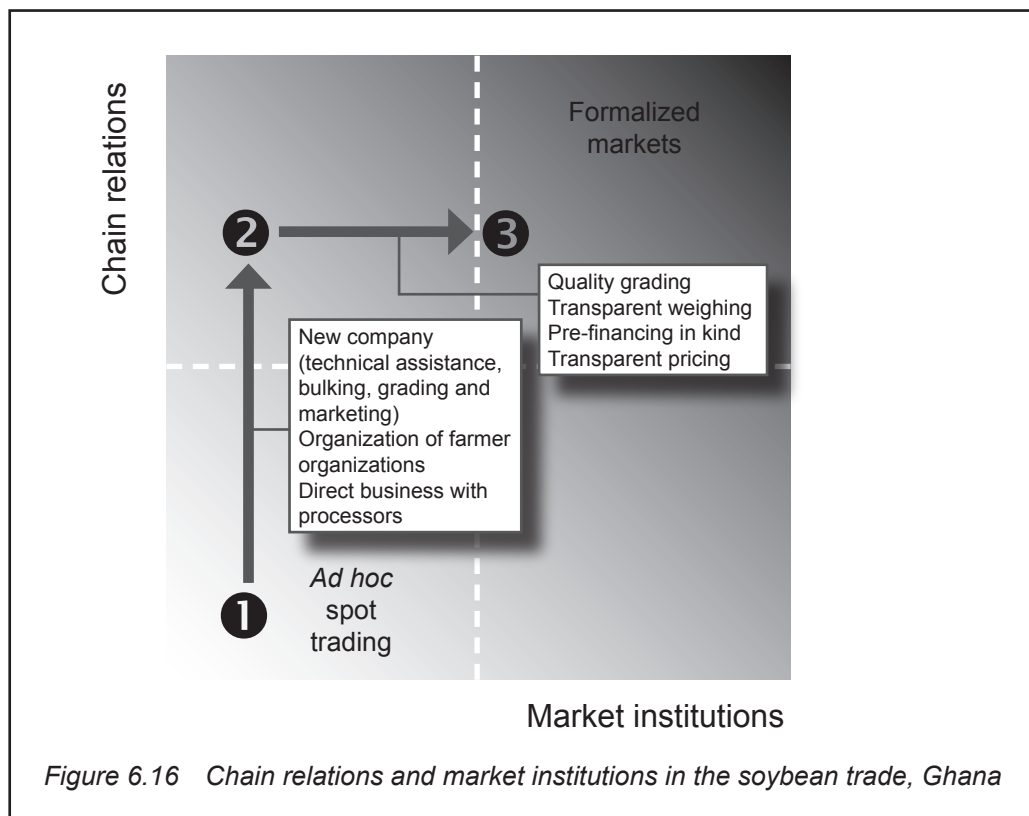 Chain relations
Formalized
markets
2
3
Quality grading
Transparent weighing
Pre-financing in kind
Transparent pricing
New company
(technical assistance,
bulking, grading and
marketing)
Organization of farmer
organizations
Direct business with
processors
1
Ad hoc
spot
trading
Market institutions
Figure 6.16 Chain relations and market institutions in the soybean trade, Ghana